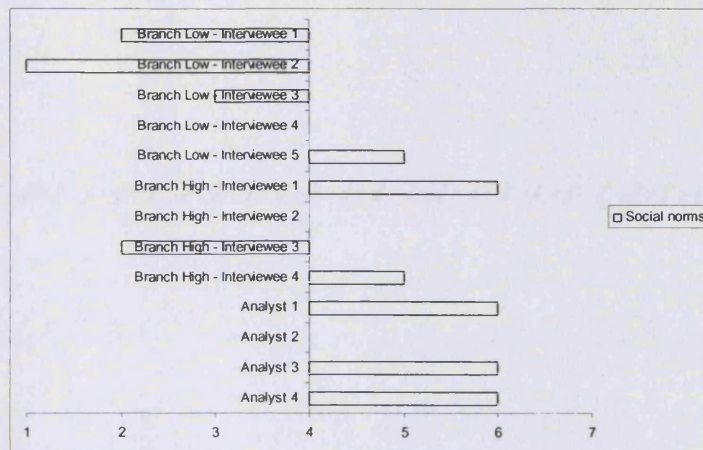 Branch Low - Interviewee 1
Branch Low - Interviewee 2
Branch Low - Interviewee 3
Branch Low - Interviewee 4
Branch Low - Interviewee 5
Branch High - Interviewee 1
Branch High - Interviewee 2
Social norms
Branch High - Interviewee 3
Branch High - Interviewee 4
Analyst 1
Analyst 2
Analyst 3
Analyst 4
1 2 3 4 5 6 7